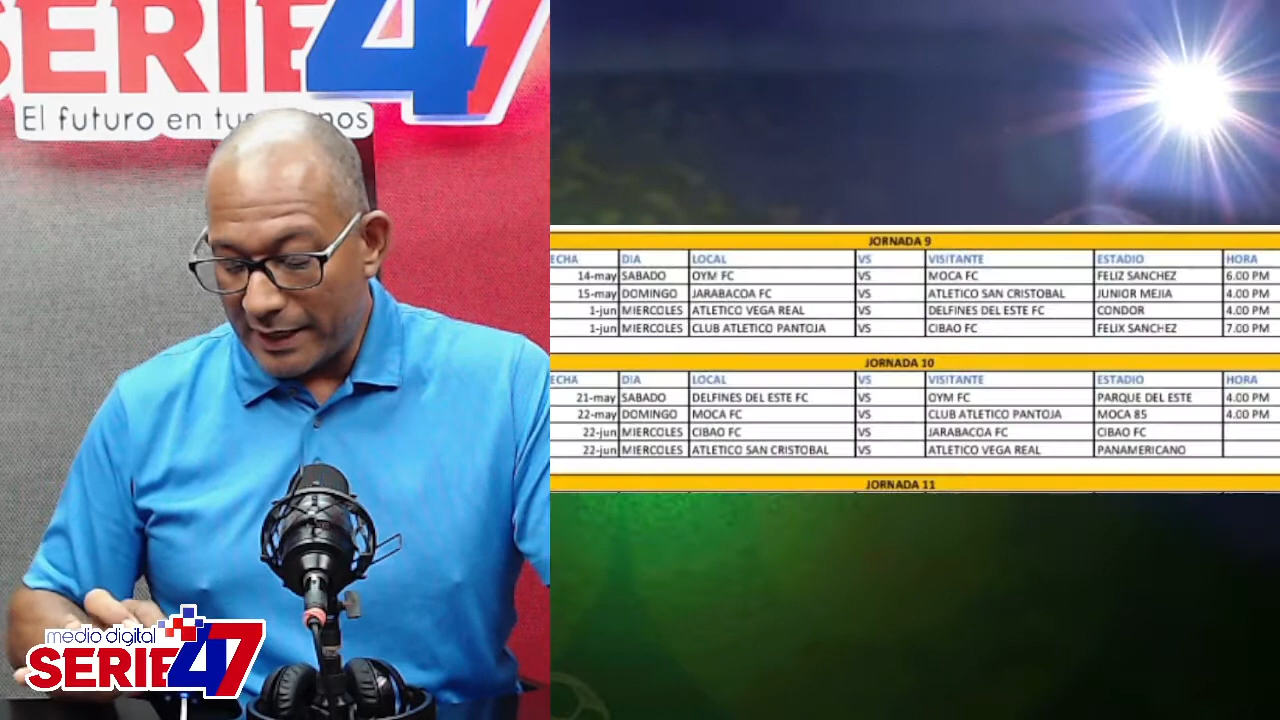 SERIE 47
El futuro en tus
JORNADA 9
ECHA DIA LOCAL VS VISITANTE ESTADIO HORA
14-may SABADO OYM FC VS MOCA FC FELIZ SANCHEZ 6.00 PM
15-may DOMINGO JARABACOA FC VS ATLETICO SAN CRISTOBAL JUNIOR MEJIA 4.00 PM
1-jun MIERCOLES ATLETICO VEGA REAL VS DELFINES DEL ESTE FC CONDOR 4.00 PM
1-jun MIERCOLES CLUB ATLETICO PANTOJA VS CIBAO FC FELIX SANCHEZ 7.00 PM
JORNADA 10
ECHA DIA LOCAL VS VISITANTE ESTADIO HORA
21-may SABADO DELFINES DEL ESTE FC VS OYM FC PARQUE DEL ESTE 4.00 PM
22-may DOMINGO MOCA FC VS CLUB ATLETICO PANTOJA MOCA 85 4.00 PM
22-jun MIERCOLES CIBAO FC VS JARABACOA FC CIBAO FC
22-jun MIERCOLES ATLETICO SAN CRISTOBAL VS ATLETICO VEGA REAL PANAMERICANO
JORNADA 11
medio digital
SERIE 47